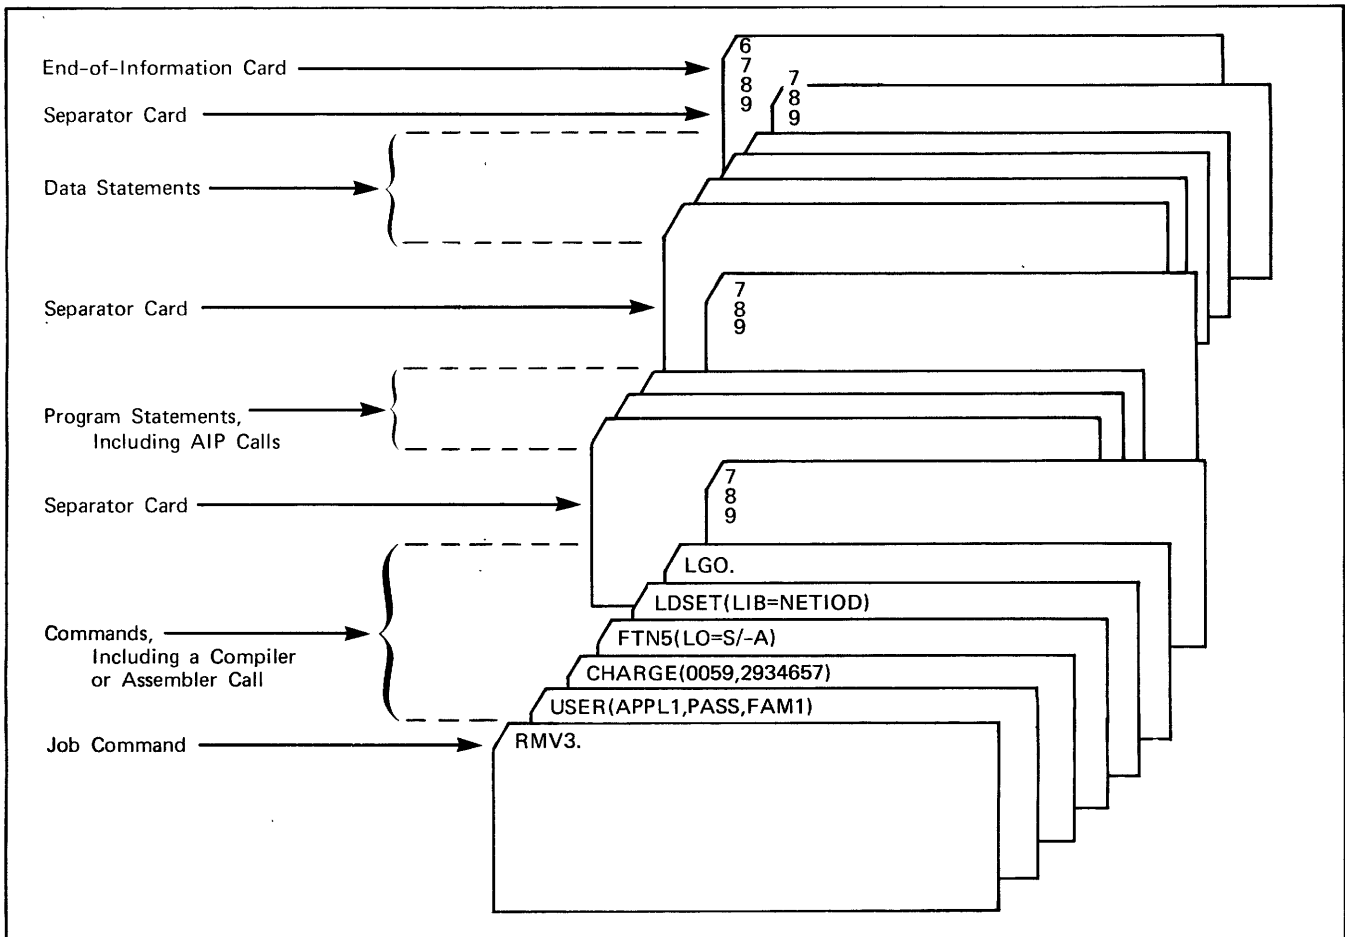 End-of-Information Card
6
7
8
9
Separator Card
7
8
9
Data Statements
Separator Card
7
8
9
Program Statements,
Including AIP Calls
Separator Card
7
8
9
LGO.
LDSET(LIB=NETIOD)
FTN5(LO=S/-A)
Commands,
Including a Compiler
or Assembler Call
CHARGE(0059,2934657)
USER(APPL1,PASS,FAM1)
Job Command
RMV3.